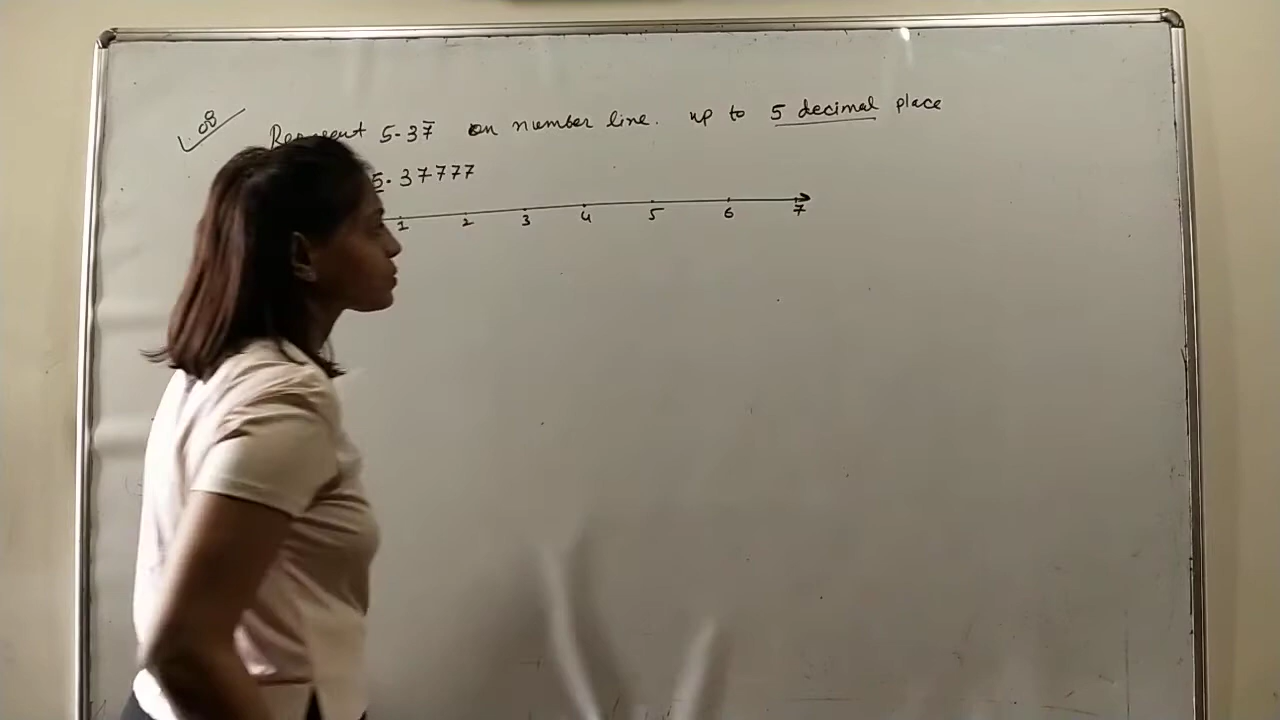 08 Represent 5.37̅ on number line. up to 5 decimal place
5.37777
1 2 3 4 5 6 7